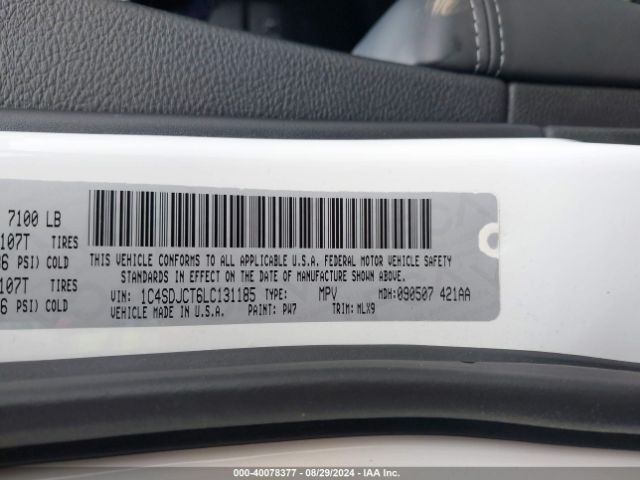 7100 LB
107T TIRES
6 PSI) COLD
107T TIRES
6 PSI) COLD
THIS VEHICLE CONFORMS TO ALL APPLICABLE U.S.A. FEDERAL MOTOR VEHICLE SAFETY
STANDARDS IN EFFECT ON THE DATE OF MANUFACTURE SHOWN ABOVE.
VIN: 1C4SDJCT6LC131185 TYPE: MPV MDH: 090507 421AA
VEHICLE MADE IN U.S.A. PAINT: PW7 TRIM: MLX9
000-40078377 - 08/29/2024 - IAA Inc.